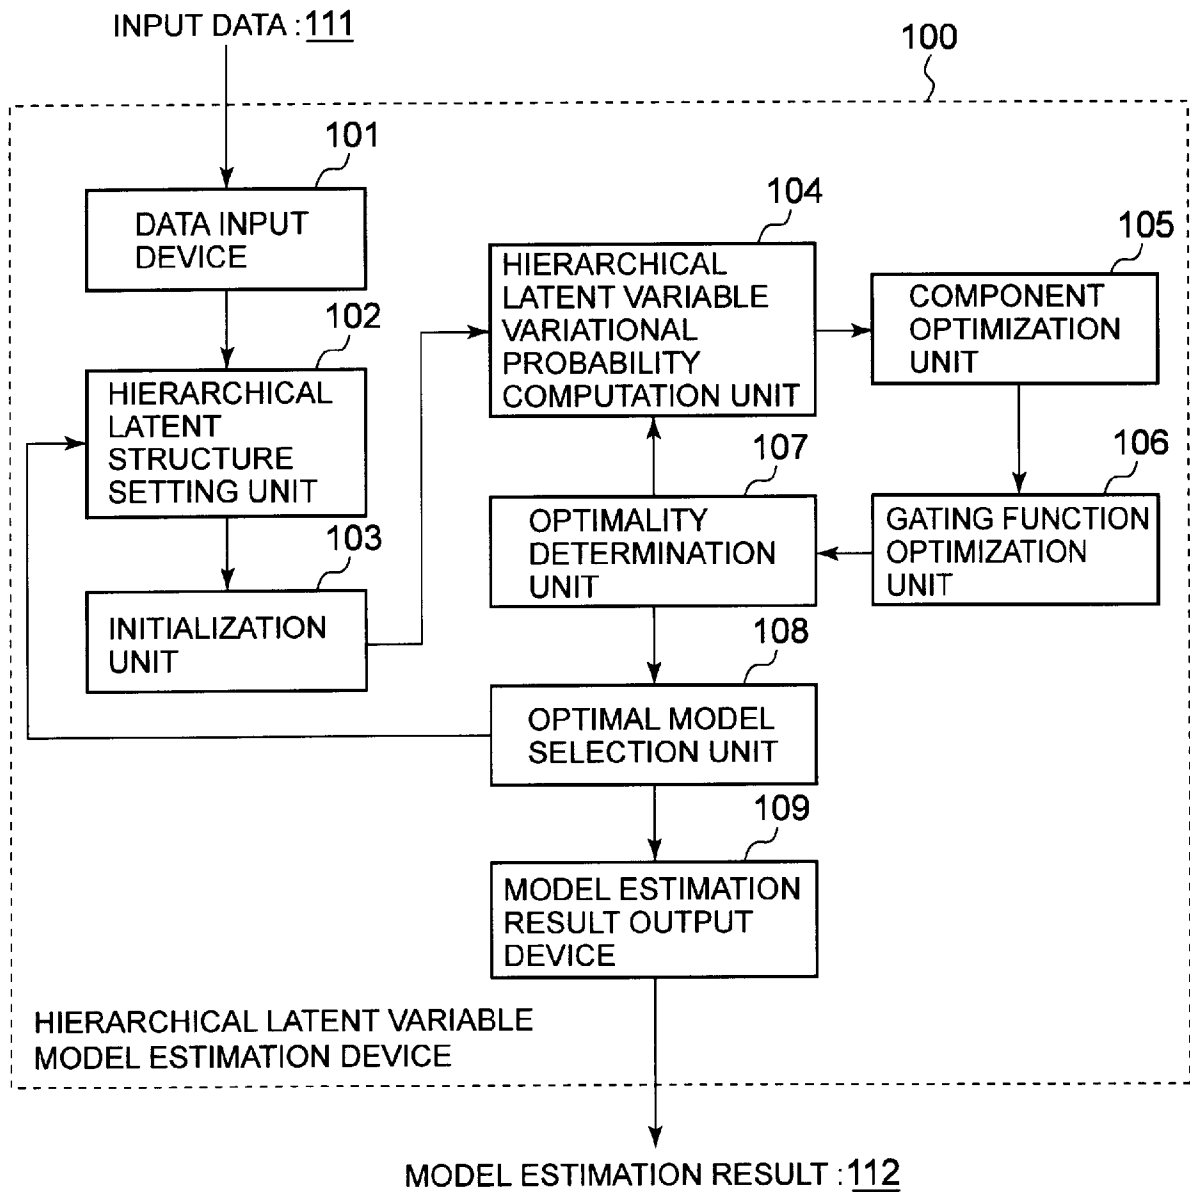 INPUT DATA : 111
100
101
DATA INPUT
DEVICE
102
HIERARCHICAL
LATENT
STRUCTURE
SETTING UNIT
103
INITIALIZATION
UNIT
104
HIERARCHICAL
LATENT VARIABLE
VARIATIONAL
PROBABILITY
COMPUTATION UNIT
105
COMPONENT
OPTIMIZATION
UNIT
106
GATING FUNCTION
OPTIMIZATION
UNIT
107
OPTIMALITY
DETERMINATION
UNIT
108
OPTIMAL MODEL
SELECTION UNIT
109
MODEL ESTIMATION
RESULT OUTPUT
DEVICE
HIERARCHICAL LATENT VARIABLE
MODEL ESTIMATION DEVICE
MODEL ESTIMATION RESULT : 112